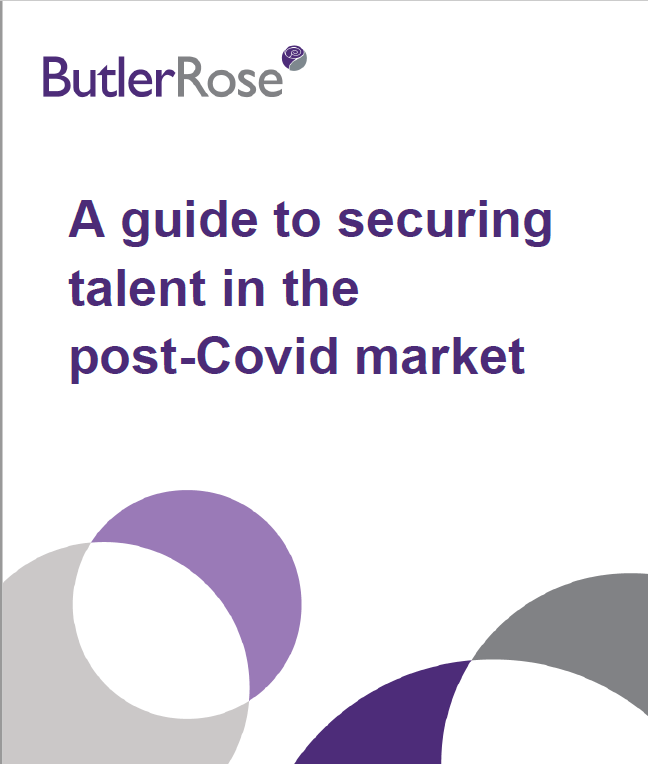 ButlerRose
A guide to securing
talent in the
post-Covid market